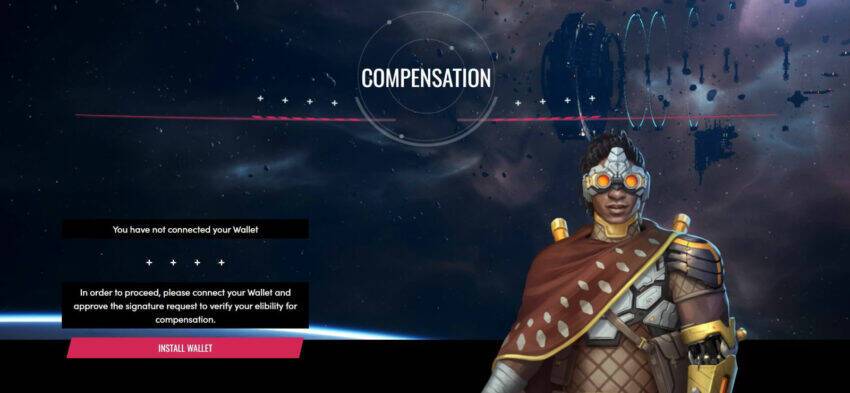 COMPENSATION
You have not connected your Wallet
In order to proceed, please connect your Wallet and
approve the signature request to verify your elibility for
compensation.
INSTALL WALLET